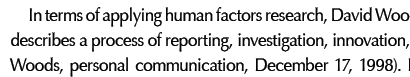 In terms of applying human factors research, David Woo
describes a process of reporting, investigation, innovation,
Woods, personal communication, December 17, 1998).